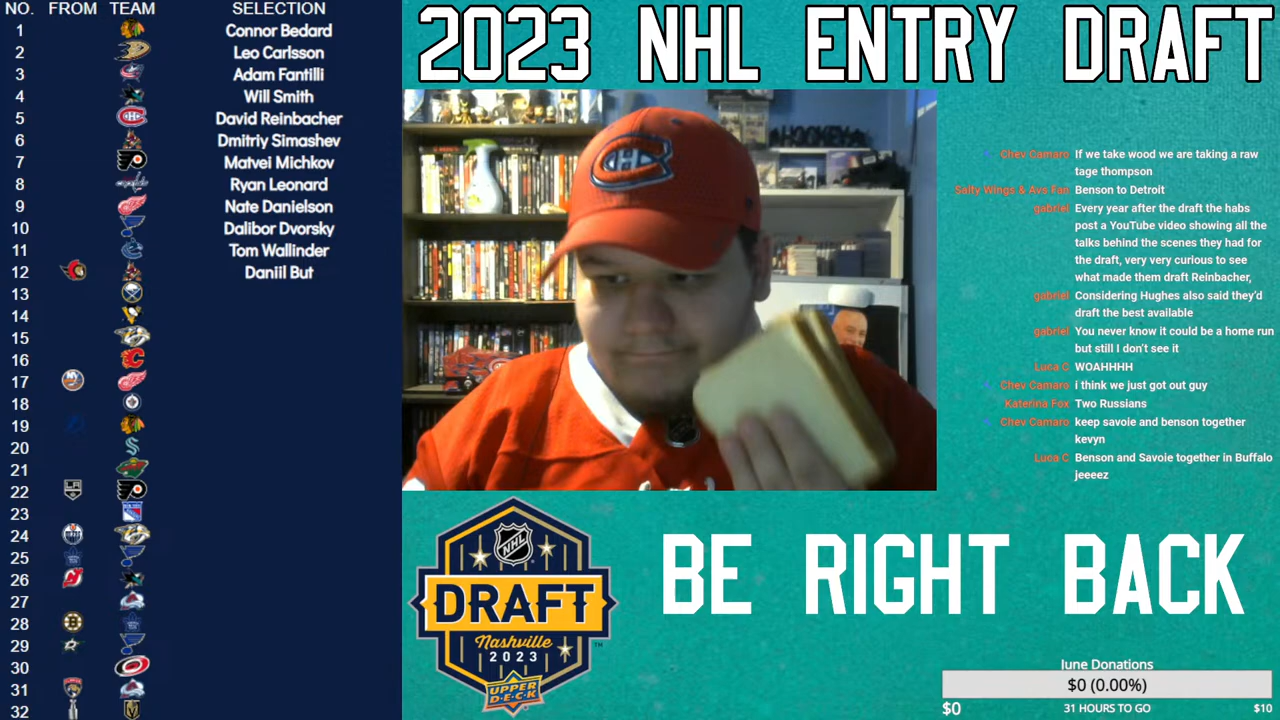 NO. FROM TEAM SELECTION
1 Connor Bedard
2 Leo Carlsson
3 Adam Fantilli
4 Will Smith
5 David Reinbacher
6 Dmitriy Simashev
7 Matvei Michkov
8 Ryan Leonard
9 Nate Danielson
10 Dalibor Dvorsky
11 Tom Wallinder
12 Daniil But
13
14
15
16
17
18
19
20
21
22
23
24
25
26
27
28
29
30
31
32
2023 NHL ENTRY DRAFT
Chev Camaro If we take wood we are taking a raw
tage thompson
Salty Wings & Avs Fan Benson to Detroit
gabriel Every year after the draft the habs
post a YouTube video showing all the
talks behind the scenes they had for
the draft, very very curious to see
what made them draft Reinbacher,
gabriel Considering Hughes also said they'd
draft the best available
gabriel You never know it could be a home run
but still I don't see it
Luca C WOAHHHH
Chev Camaro i think we just got out guy
Katerina Fox Two Russians
Chev Camaro keep savoie and benson together
kevyn
Luca C Benson and Savoie together in Buffalo
jeeeez
NHL
DRAFT
Nashville
2023
UPPER
DECK
BE RIGHT BACK
June Donations
$0 (0.00%)
$0 31 HOURS TO GO $10